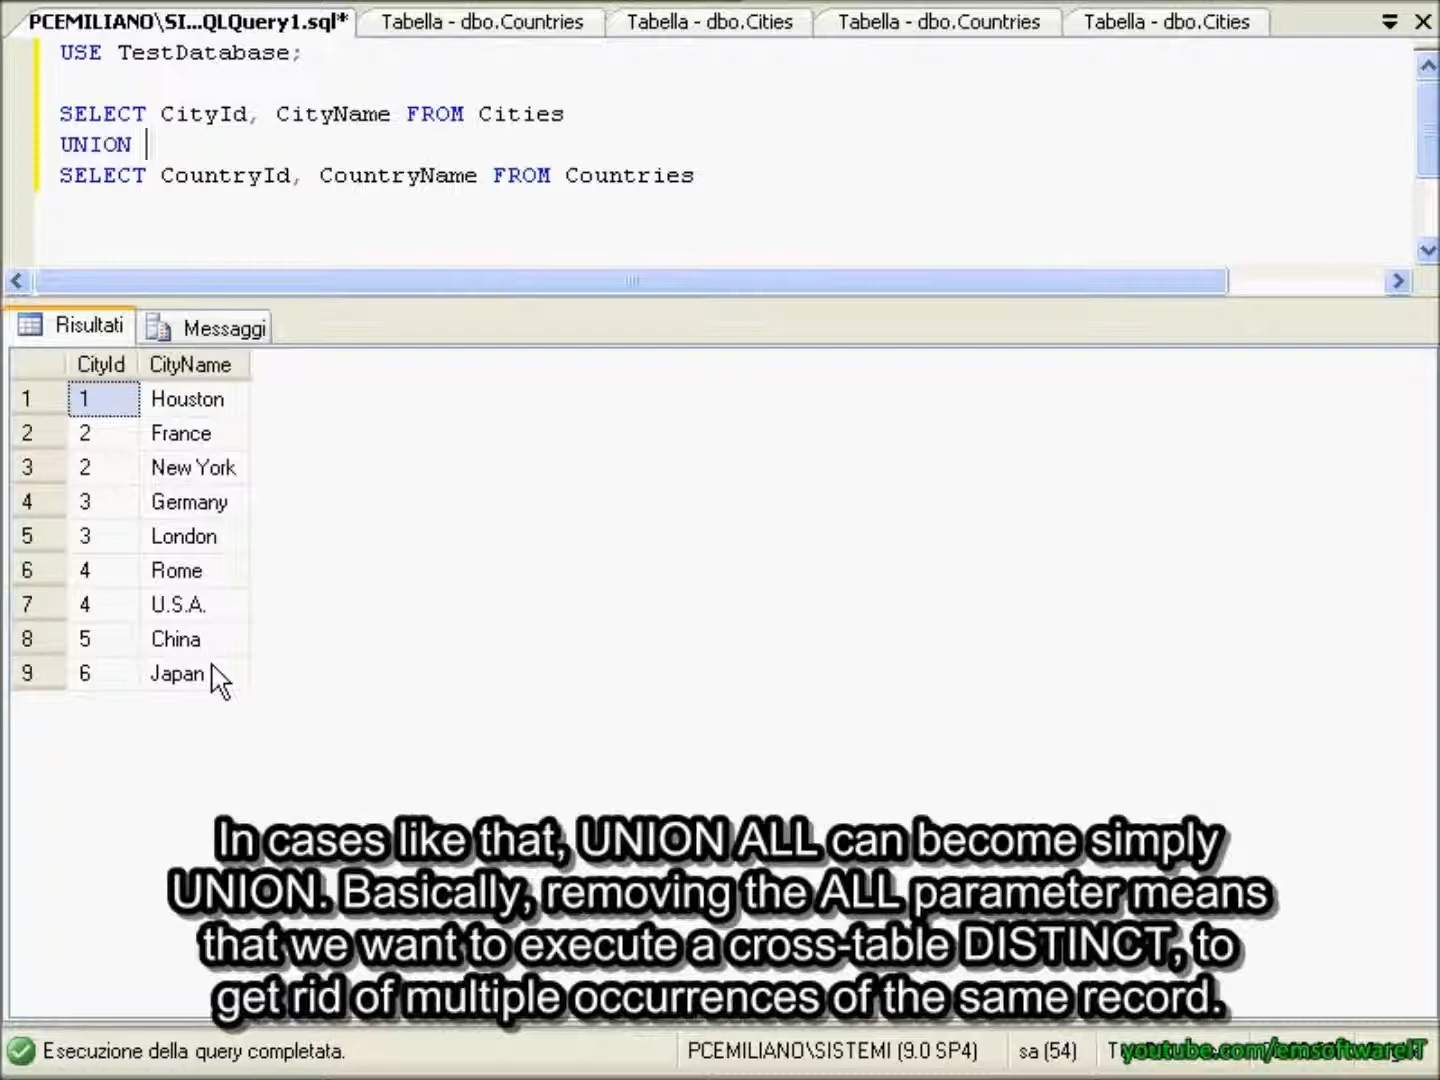 PCEMILIANO\SI...QLQuery1.sql* Tabella - dbo.Countries Tabella - dbo.Cities Tabella - dbo.Countries Tabella - dbo.Cities
USE TestDatabase;
SELECT CityId, CityName FROM Cities
UNION
SELECT CountryId, CountryName FROM Countries
Risultati Messaggi
CityId CityName
1 1 Houston
2 2 France
3 2 New York
4 3 Germany
5 3 London
6 4 Rome
7 4 U.S.A.
8 5 China
9 6 Japan
In cases like that, UNION ALL can become simply
UNION. Basically, removing the ALL parameter means
that we want to execute a cross-table DISTINCT, to
get rid of multiple occurrences of the same record.
Esecuzione della query completata. PCEMILIANO\SISTEMI (9.0 SP4) sa (54) youtube.com/emsoftwareIT